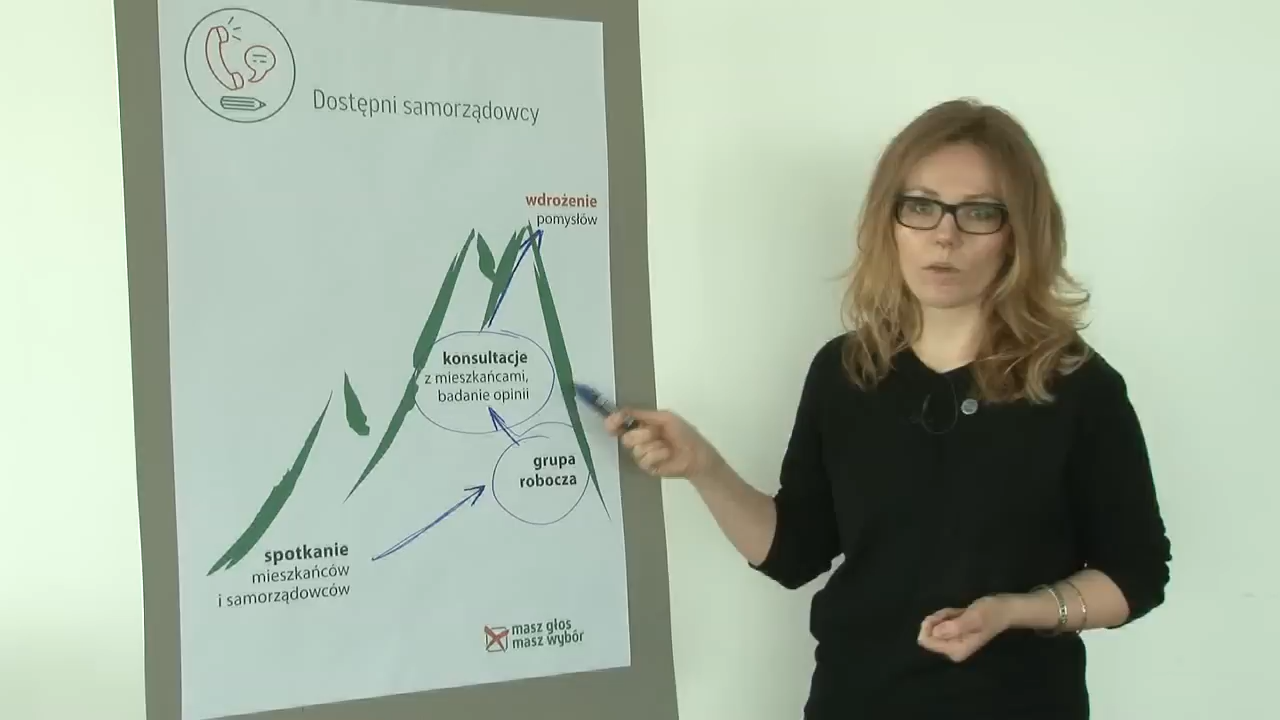 Dostępni samorządowcy
wdrożenie
pomysłów
konsultacje
z mieszkańcami,
badanie opinii
grupa
robocza
spotkanie
mieszkańców
i samorządowców
masz głos
masz wybór